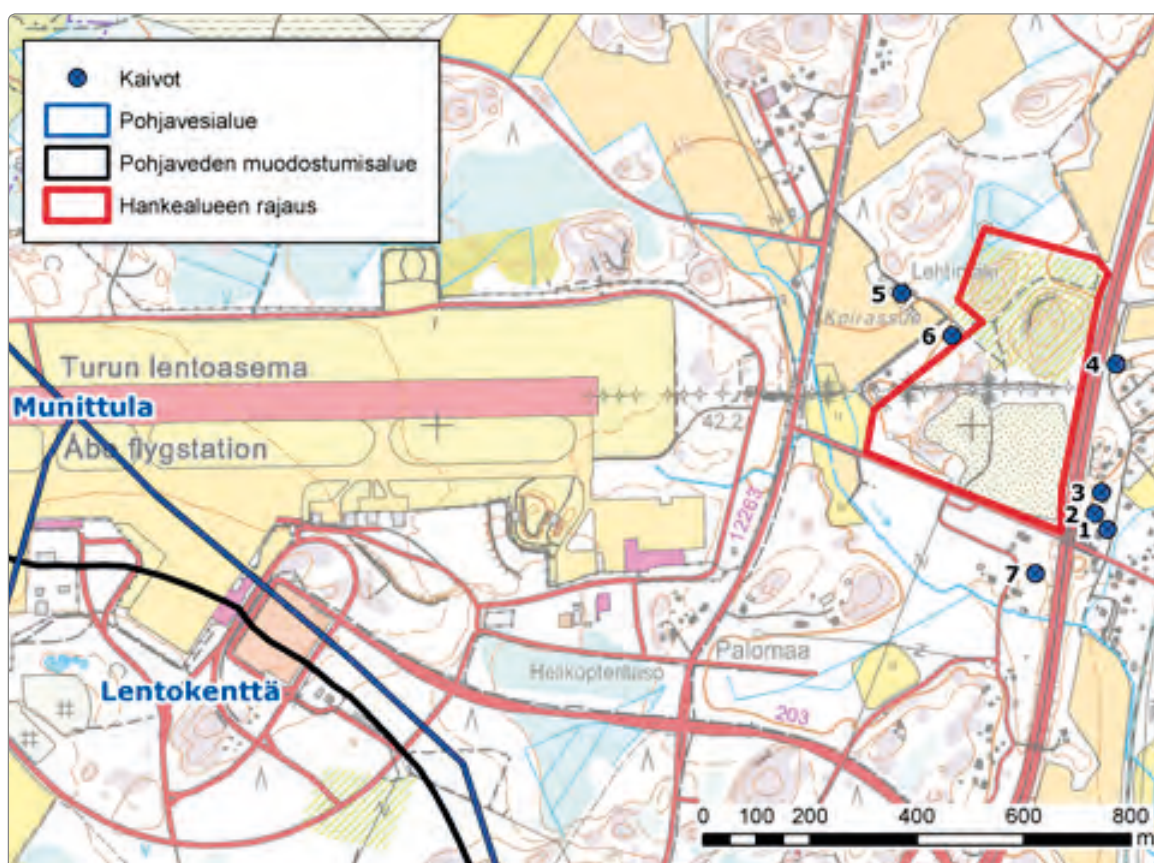 Kaivot
Pohjavesialue
Pohjaveden muodostumisalue
Hankealueen rajaus
5
6
4
Turun lentoasema
Munittula
Åbo flygstation
42,2
12263
3
2
1
7
Lentokenttä
Palomaa
203
0 100 200 400 600 800
m